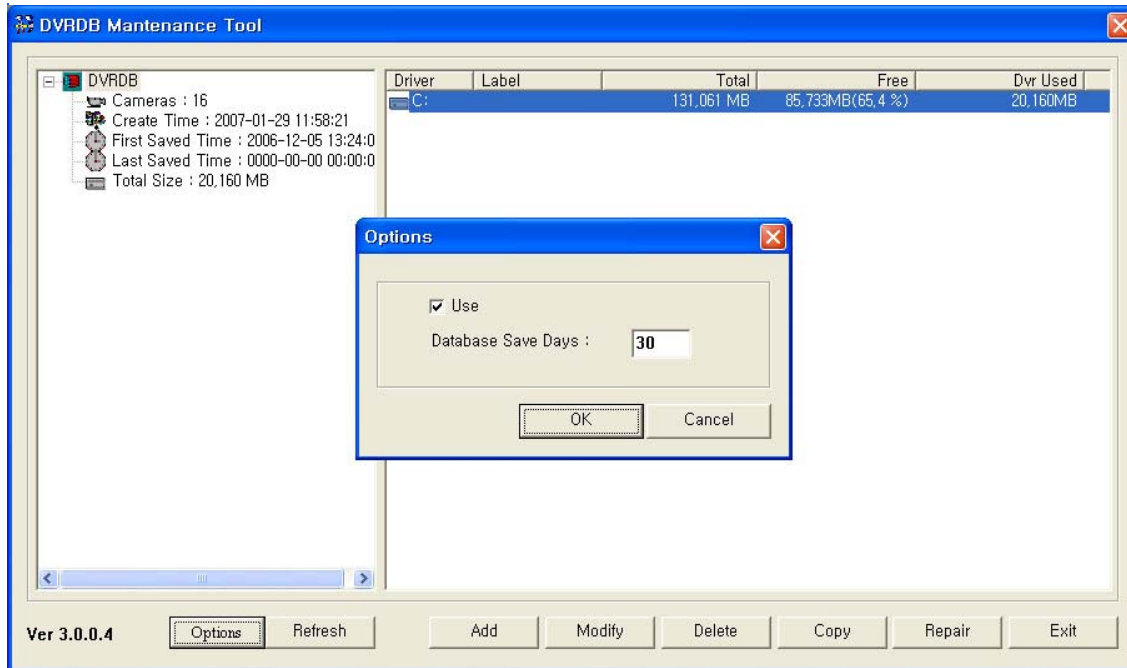 DVRDB Mantenance Tool
DVRDB
Cameras : 16
Create Time : 2007-01-29 11:58:21
First Saved Time : 2006-12-05 13:24:0
Last Saved Time : 0000-00-00 00:00:0
Total Size : 20,160 MB
Driver Label Total Free Dvr Used
C: 131,061 MB 85,733MB(65,4 %) 20,160MB
Options
Use
Database Save Days : 30
OK Cancel
Ver 3.0.0.4 Options Refresh Add Modify Delete Copy Repair Exit